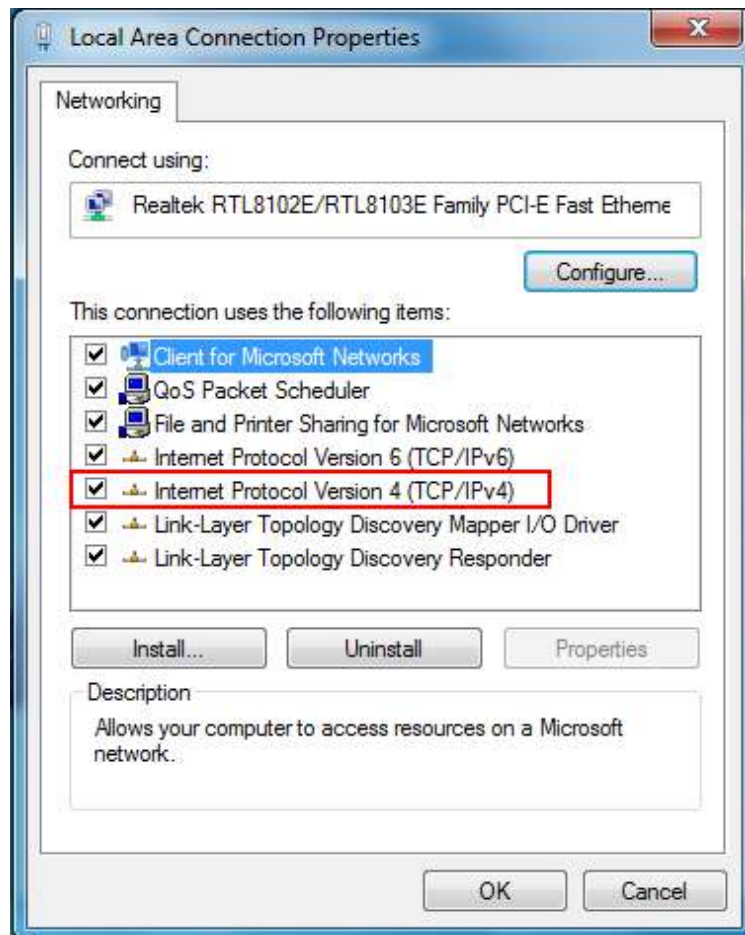 Local Area Connection Properties
Networking
Connect using:
Realtek RTL8102E/RTL8103E Family PCI-E Fast Etherne
Configure...
This connection uses the following items:
Client for Microsoft Networks
QoS Packet Scheduler
File and Printer Sharing for Microsoft Networks
Internet Protocol Version 6 (TCP/IPv6)
Internet Protocol Version 4 (TCP/IPv4)
Link-Layer Topology Discovery Mapper I/O Driver
Link-Layer Topology Discovery Responder
Install... Uninstall Properties
Description
Allows your computer to access resources on a Microsoft
network.
OK Cancel